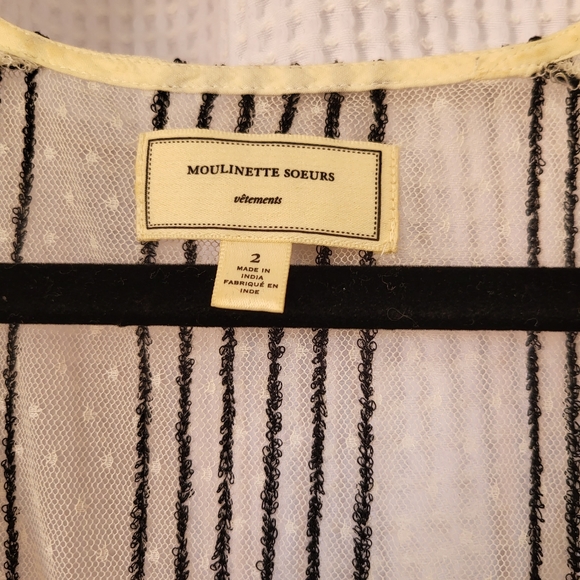 MOULINETTE SOEURS
vêtements
2
MADE IN
INDIA
FABRIQUÉ EN
INDE